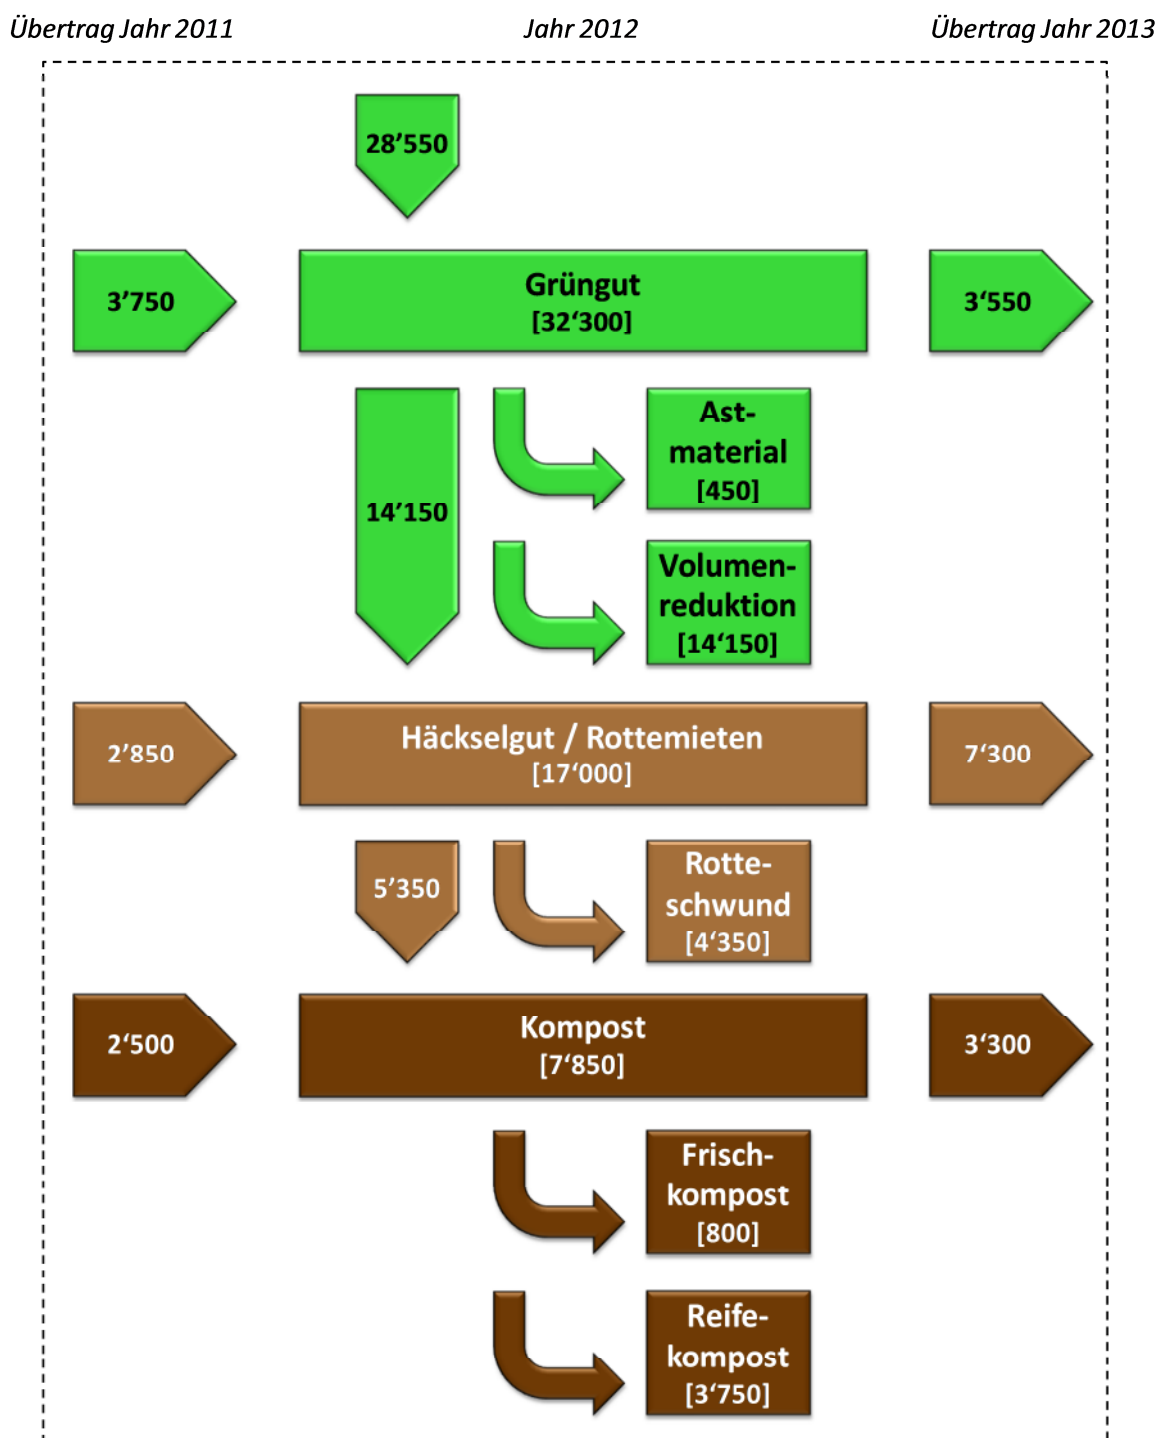 Übertrag Jahr 2011
Jahr 2012
Übertrag Jahr 2013
28’550
3’750
Grüngut
[32‘300]
3‘550
14’150
Ast-
material
[450]
Volumen-
reduktion
[14‘150]
2’850
Häckselgut / Rottemieten
[17‘000]
7‘300
5’350
Rotte-
schwund
[4‘350]
2‘500
Kompost
[7‘850]
3‘300
Frisch-
kompost
[800]
Reife-
kompost
[3‘750]